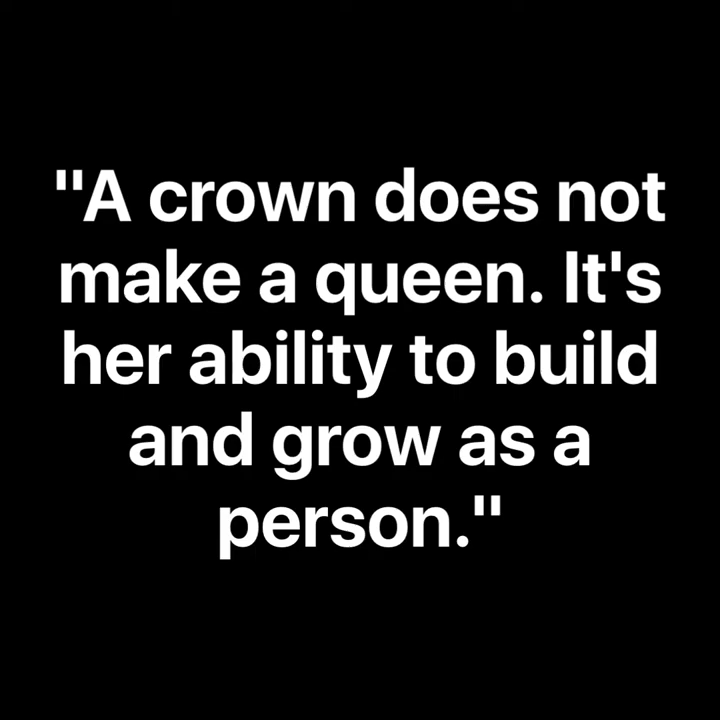 "A crown does not
make a queen. It's
her ability to build
and grow as a
person."